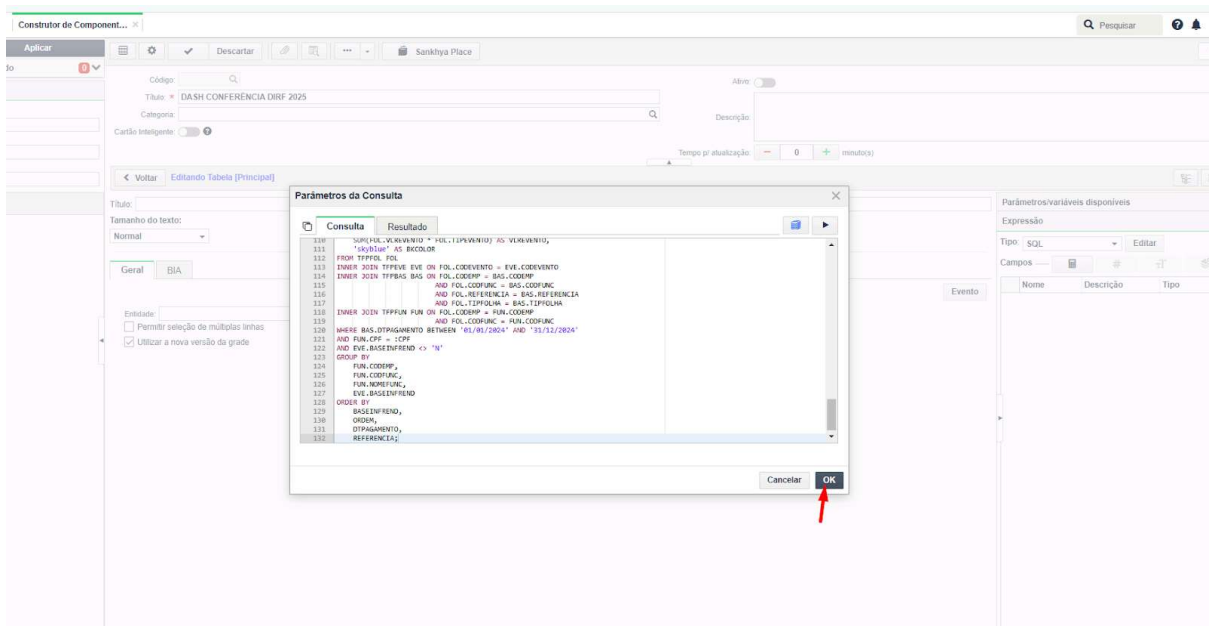 Construtor de Component... ×
Pesquisar
Aplicar
Descartar
Sankhya Place
do
0
Código:
Ativo:
Título: * DASH CONFERÊNCIA DIRF 2025
Categoria:
Descrição:
Cartão Inteligente:
Tempo p/ atualização: − 0 + minuto(s)
Voltar Editando Tabela [Principal]
Título:
Tamanho do texto:
Normal
Geral BIA
Evento
Entidade:
Permitir seleção de múltiplas linhas
Utilizar a nova versão da grade
Parâmetros da Consulta
Consulta Resultado
110 SUM(FOL.VLREVENTO * FOL.TIPEVENTO) AS VLREVENTO,
111 'skyblue' AS BKCOLOR
112 FROM TFPFOL FOL
113 INNER JOIN TFPEVE EVE ON FOL.CODEVENTO = EVE.CODEVENTO
114 INNER JOIN TFPBAS BAS ON FOL.CODEMP = BAS.CODEMP
115 AND FOL.CODFUNC = BAS.CODFUNC
116 AND FOL.REFERENCIA = BAS.REFERENCIA
117 AND FOL.TIPFOLHA = BAS.TIPFOLHA
118 INNER JOIN TFPFUN FUN ON FOL.CODEMP = FUN.CODEMP
119 AND FOL.CODFUNC = FUN.CODFUNC
120 WHERE BAS.DTPAGAMENTO BETWEEN '01/01/2024' AND '31/12/2024'
121 AND FUN.CPF = :CPF
122 AND EVE.BASEINFREND <> 'N'
123 GROUP BY
124 FUN.CODEMP,
125 FUN.CODFUNC,
126 FUN.NOMEFUNC,
127 EVE.BASEINFREND
128 ORDER BY
129 BASEINFREND,
130 ORDEM,
131 DTPAGAMENTO,
132 REFERENCIA;
Cancelar OK
Parâmetros/variáveis disponíveis
Expressão
Tipo: SQL Editar
Campos
Nome Descrição Tipo